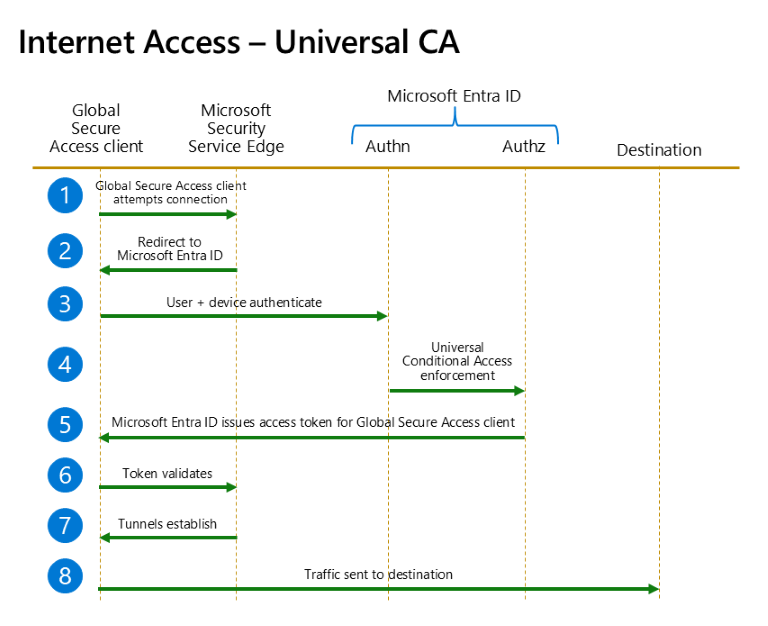 Internet Access – Universal CA
Microsoft Entra ID
Global
Secure
Access client
Microsoft
Security
Service Edge
Authn
Authz
Destination
1
Global Secure Access client
attempts connection
2
Redirect to
Microsoft Entra ID
3
User + device authenticate
4
Universal
Conditional Access
enforcement
5
Microsoft Entra ID issues access token for Global Secure Access client
6
Token validates
7
Tunnels establish
8
Traffic sent to destination